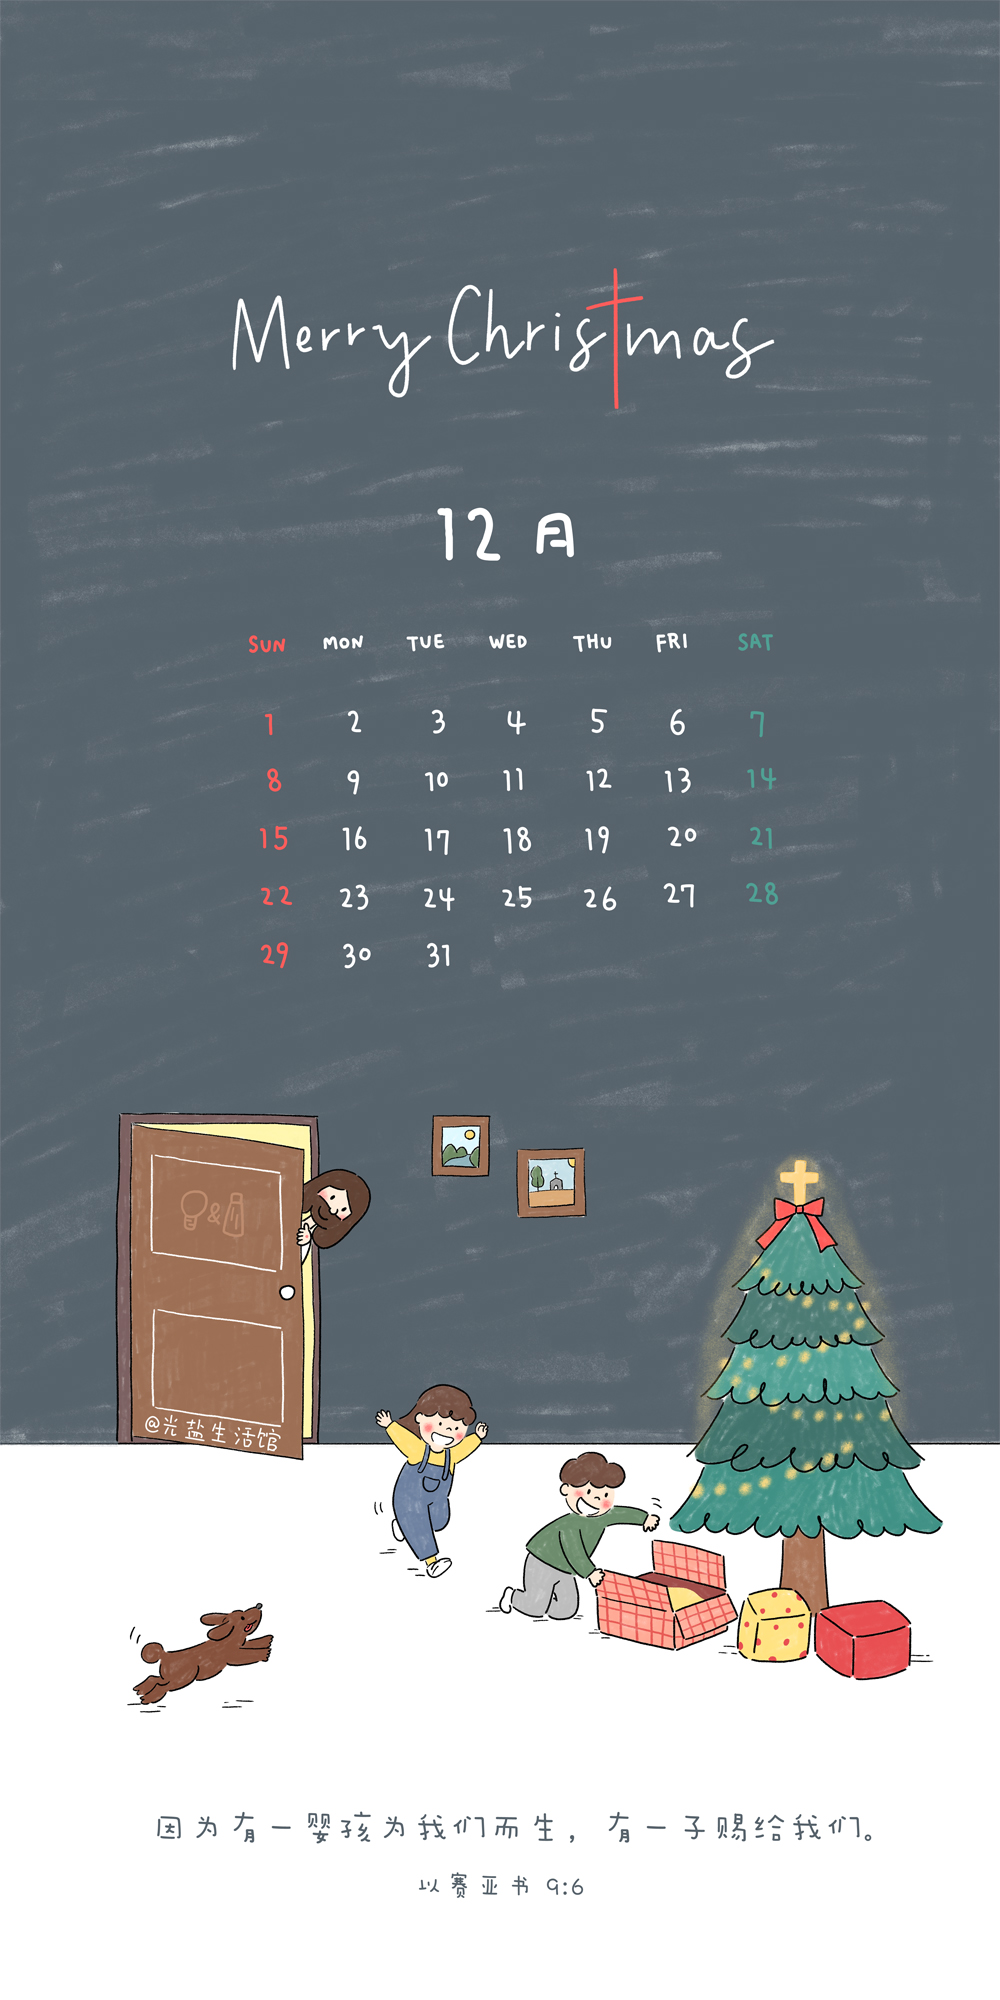 Merry Christmas
12 月
SUN MON TUE WED THU FRI SAT
1 2 3 4 5 6 7
8 9 10 11 12 13 14
15 16 17 18 19 20 21
22 23 24 25 26 27 28
29 30 31
&
@光盐生活馆
因为有一婴孩为我们而生，有一子赐给我们。
以赛亚书 9:6